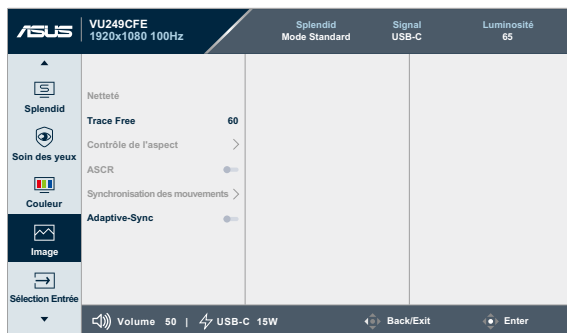 ASUS
VU249CFE
1920x1080 100Hz
Splendid
Mode Standard
Signal
USB-C
Luminosité
65
Splendid
Soin des yeux
Couleur
Image
Sélection Entrée
Netteté
Trace Free 60
Contrôle de l'aspect
ASCR
Synchronisation des mouvements
Adaptive-Sync
Volume 50 | USB-C 15W
Back/Exit
Enter